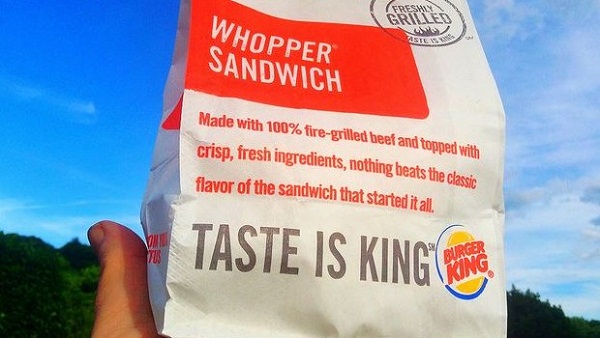 FRESHLY
GRILLED
TASTE IS KING
WHOPPER®
SANDWICH
Made with 100% fire-grilled beef and topped with
crisp, fresh ingredients, nothing beats the classic
flavor of the sandwich that started it all.
TASTE IS KING℠
BURGER
KING®